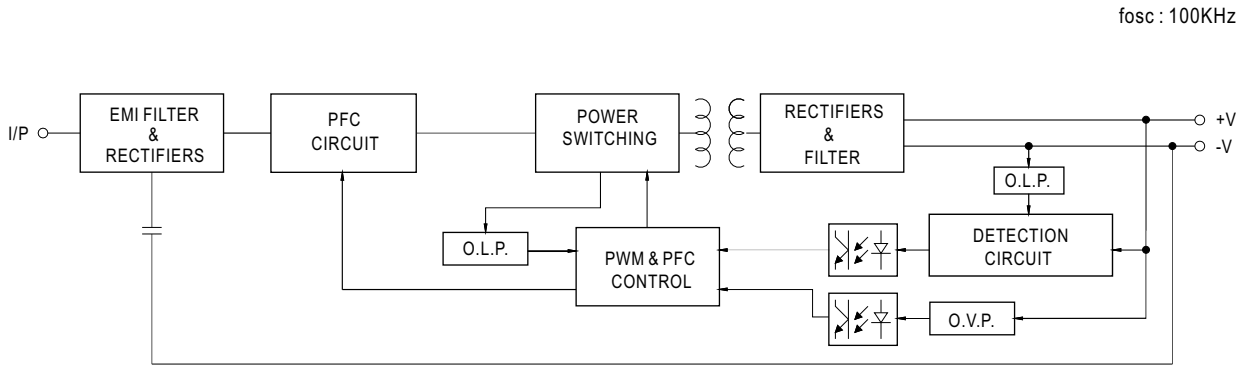 fosc : 100KHz
I/P
EMI FILTER
&
RECTIFIERS
PFC
CIRCUIT
POWER
SWITCHING
RECTIFIERS
&
FILTER
+V
-V
O.L.P.
O.L.P.
PWM & PFC
CONTROL
DETECTION
CIRCUIT
O.V.P.